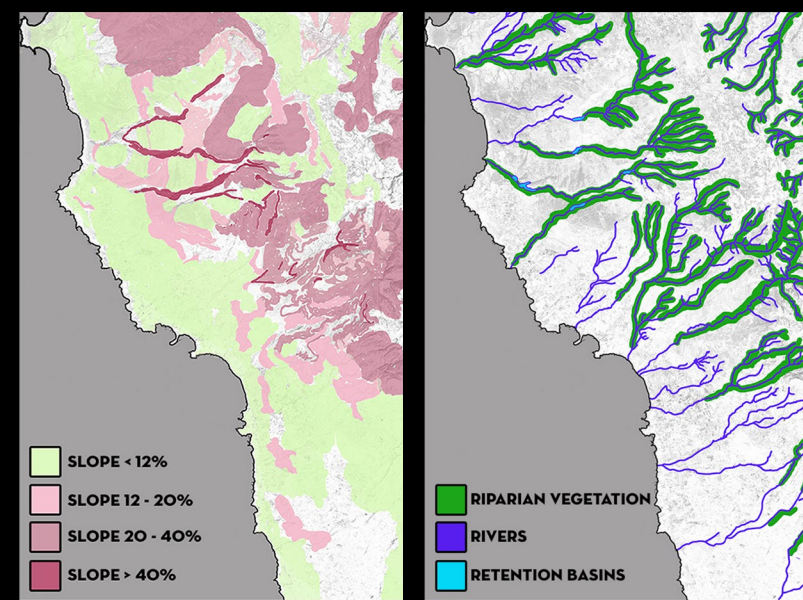 SLOPE < 12%
SLOPE 12 - 20%
SLOPE 20 - 40%
SLOPE > 40%
RIPARIAN VEGETATION
RIVERS
RETENTION BASINS